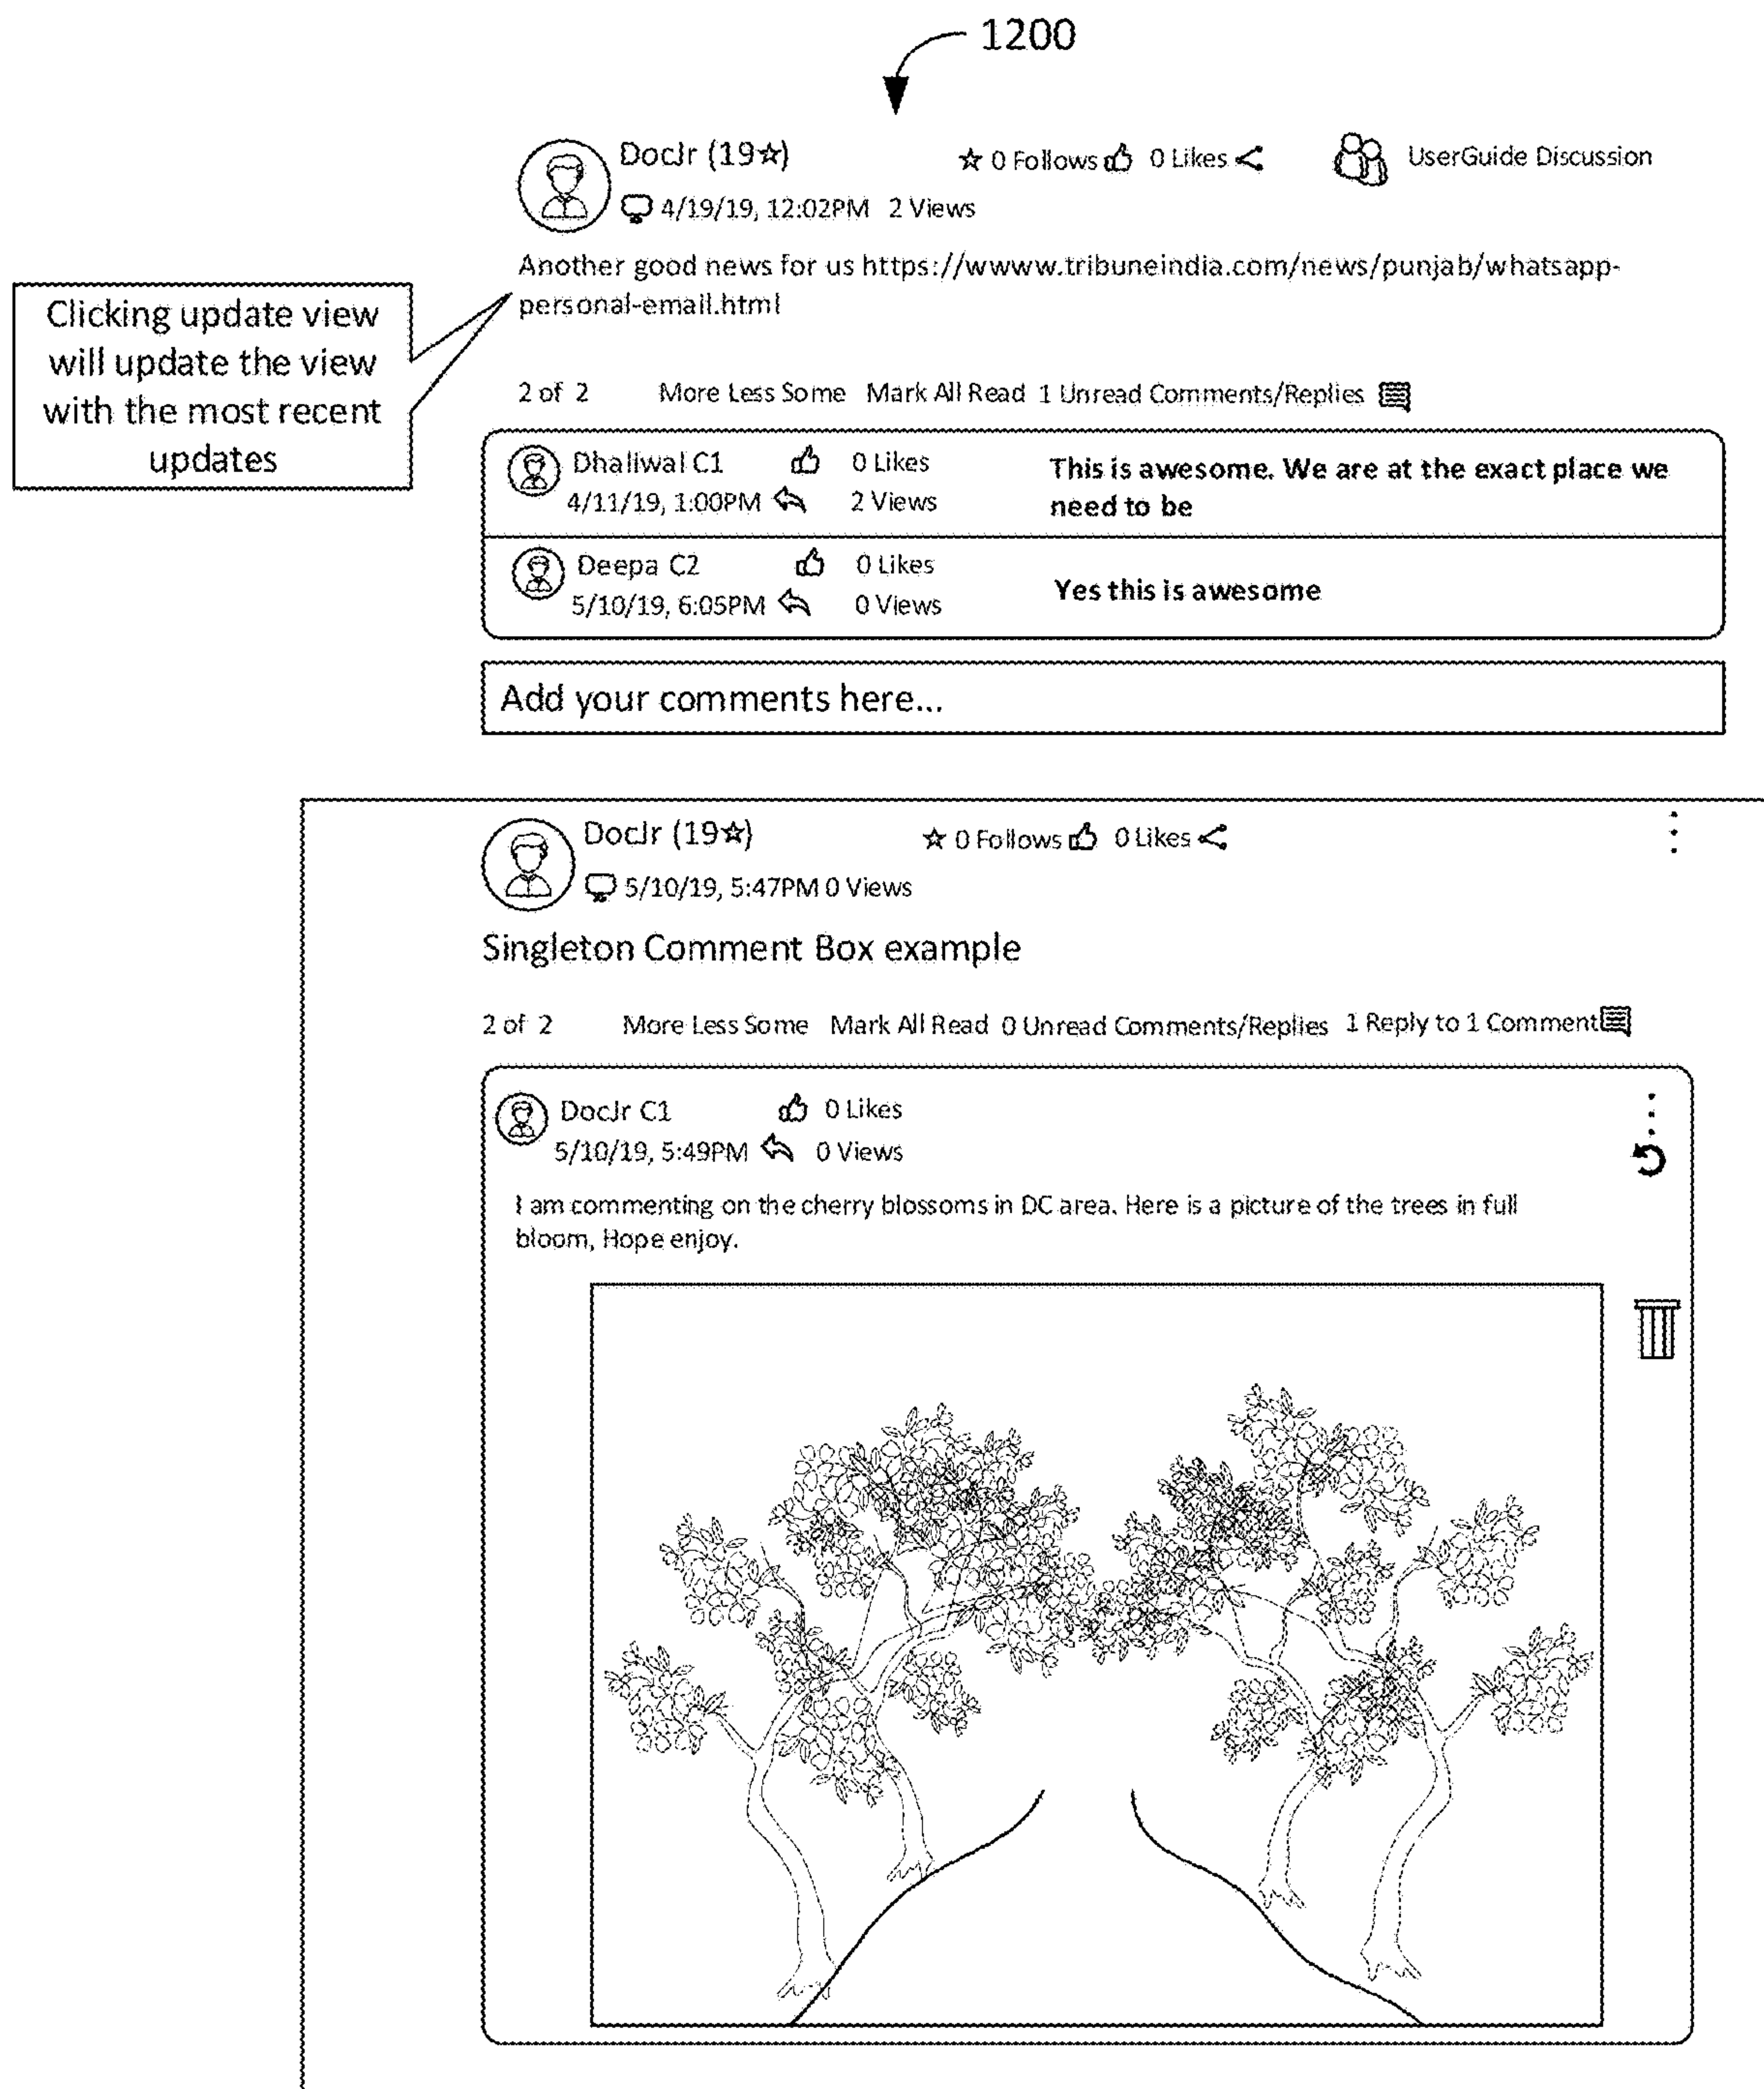 1200
DocJr (19☆)
☆ 0 Follows 0 Likes
UserGuide Discussion
4/19/19, 12:02PM 2 Views
Another good news for us https://wwww.tribuneindia.com/news/punjab/whatsapp-
personal-email.html
Clicking update view
will update the view
with the most recent
updates
2 of 2 More Less Some Mark All Read 1 Unread Comments/Replies
Dhaliwal C1 0 Likes
4/11/19, 1:00PM 2 Views
This is awesome. We are at the exact place we
need to be
Deepa C2 0 Likes
5/10/19, 6:05PM 0 Views
Yes this is awesome
Add your comments here...
DocJr (19☆)
☆ 0 Follows 0 Likes
5/10/19, 5:47PM 0 Views
Singleton Comment Box example
2 of 2 More Less Some Mark All Read 0 Unread Comments/Replies 1 Reply to 1 Comment
DocJr C1 0 Likes
5/10/19, 5:49PM 0 Views
I am commenting on the cherry blossoms in DC area. Here is a picture of the trees in full
bloom, Hope enjoy.